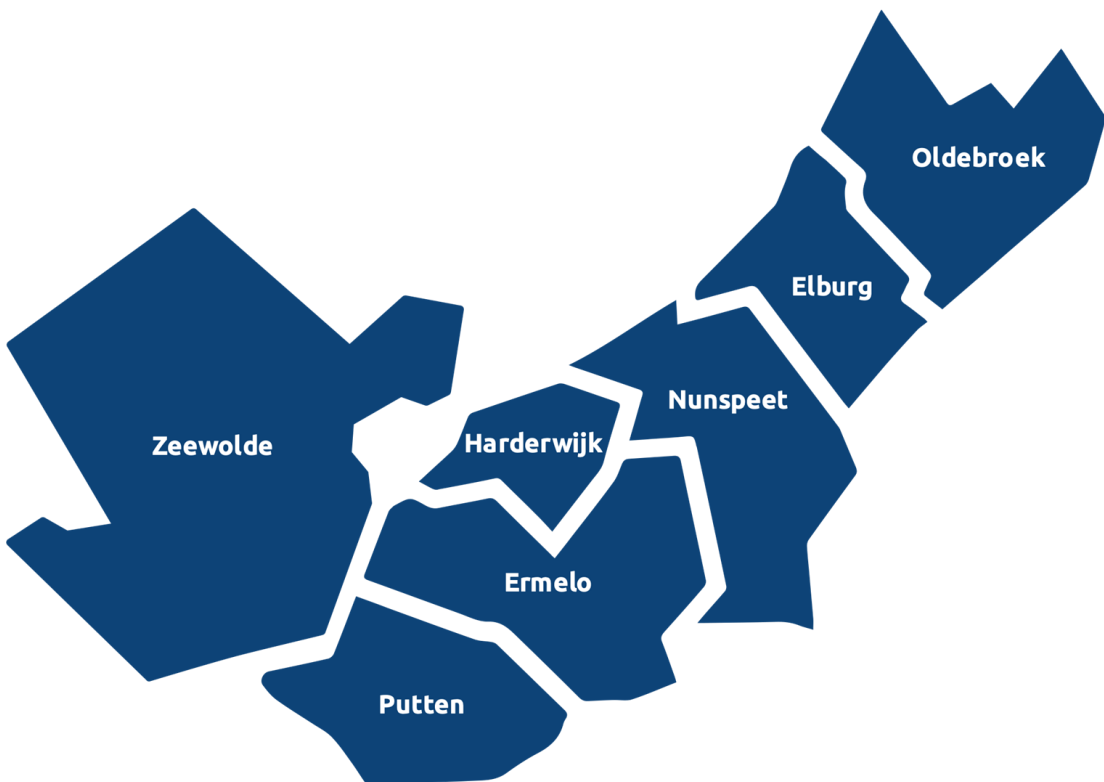 Oldebroek
Elburg
Nunspeet
Harderwijk
Zeewolde
Ermelo
Putten